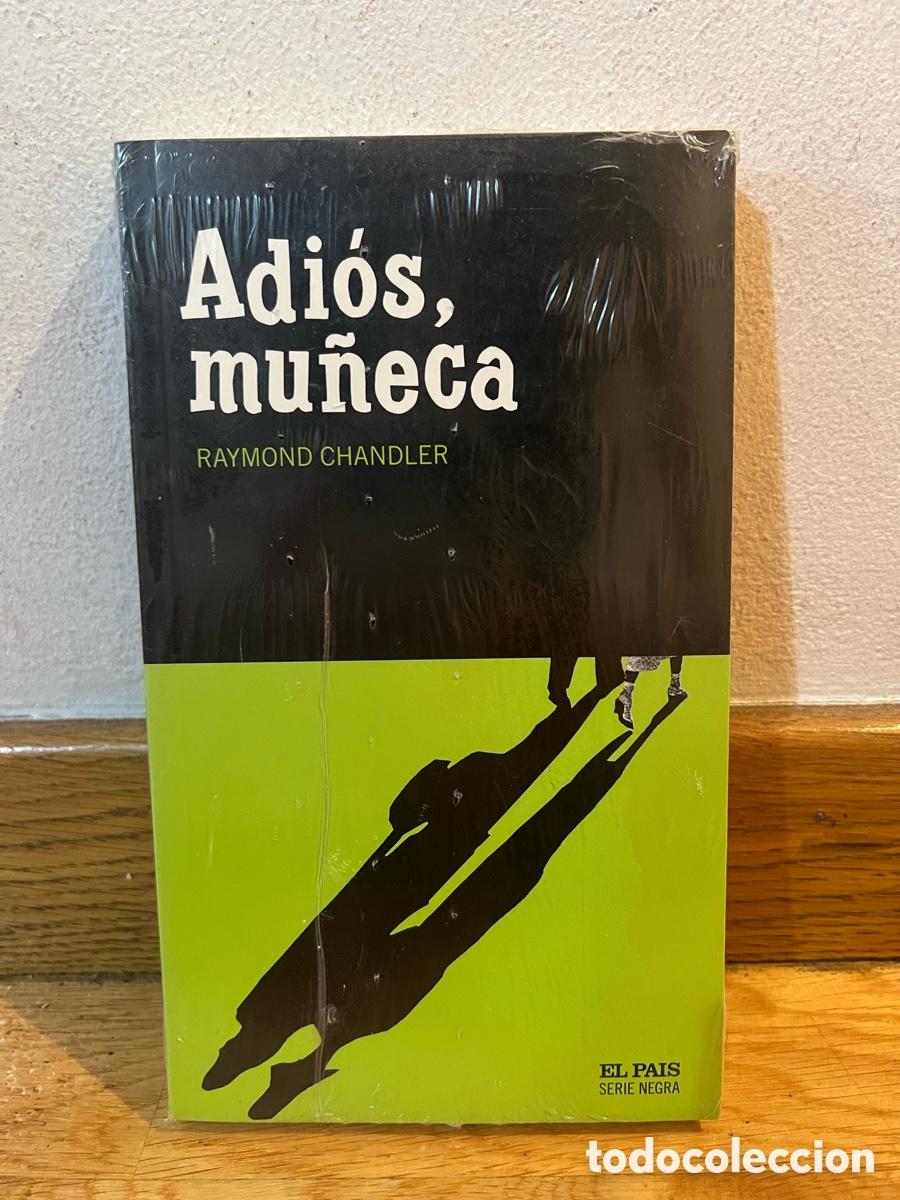 Adiós,
muñeca
RAYMOND CHANDLER
EL PAIS
SERIE NEGRA
todocoleccion